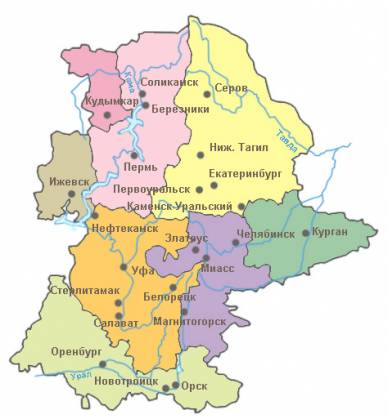 Соликамск
Серов
Кама
Кудымкар
Березники
Тавда
Ниж. Тагил
Пермь
Екатеринбург
Ижевск
Первоуральск
Каменск-Уральский
Нефтекамск
Златоус
Челябинск
Курган
Уфа
Миасс
Стерлитамак
Белорецк
Салават
Магнитогорск
Оренбург
Урал
Новотроицк
Орск